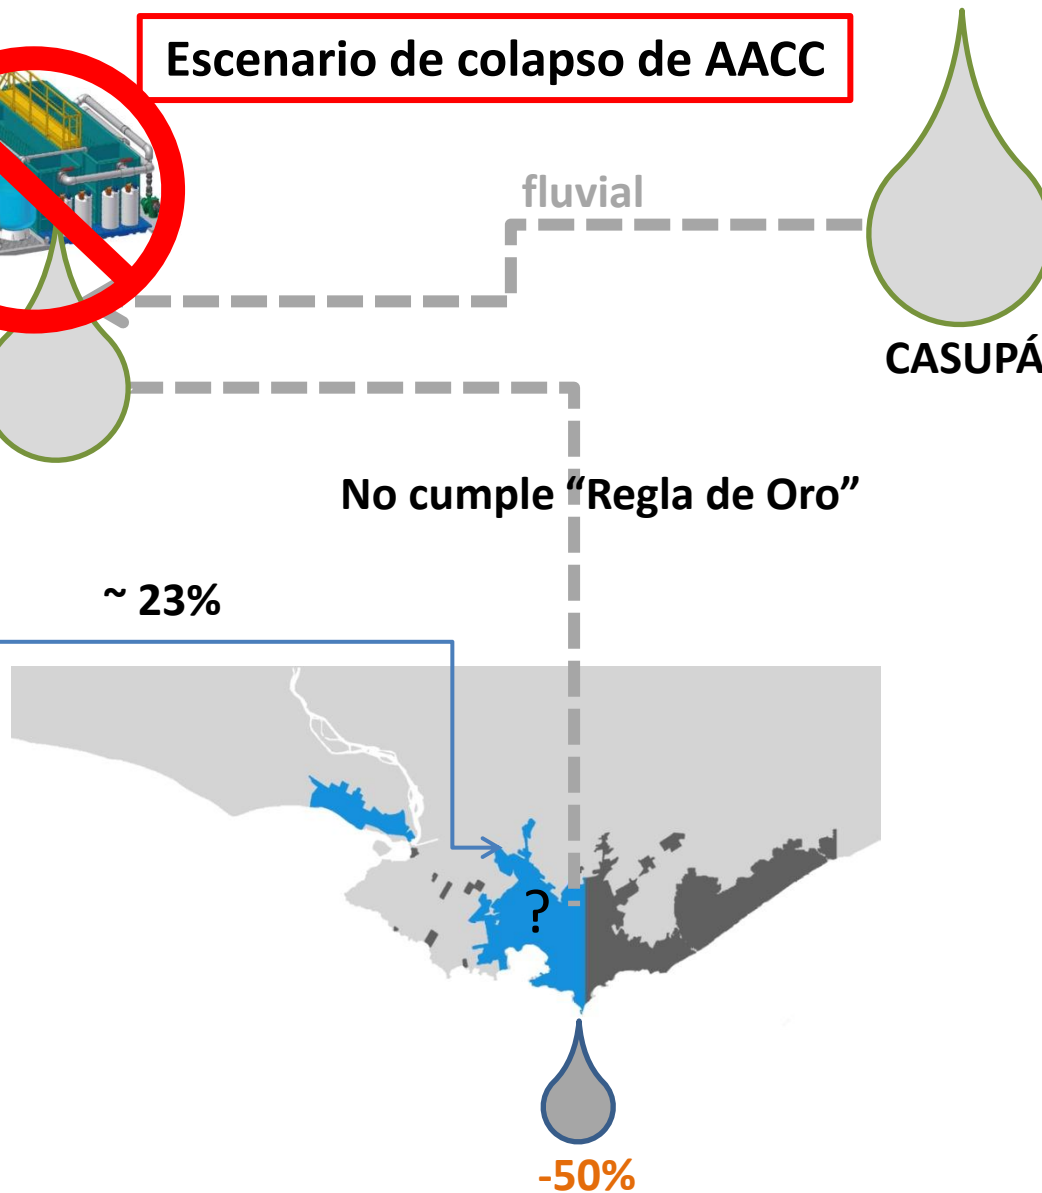 Escenario de colapso de AACC
fluvial
CASUPÁ
No cumple “Regla de Oro”
~ 23%
?
-50%